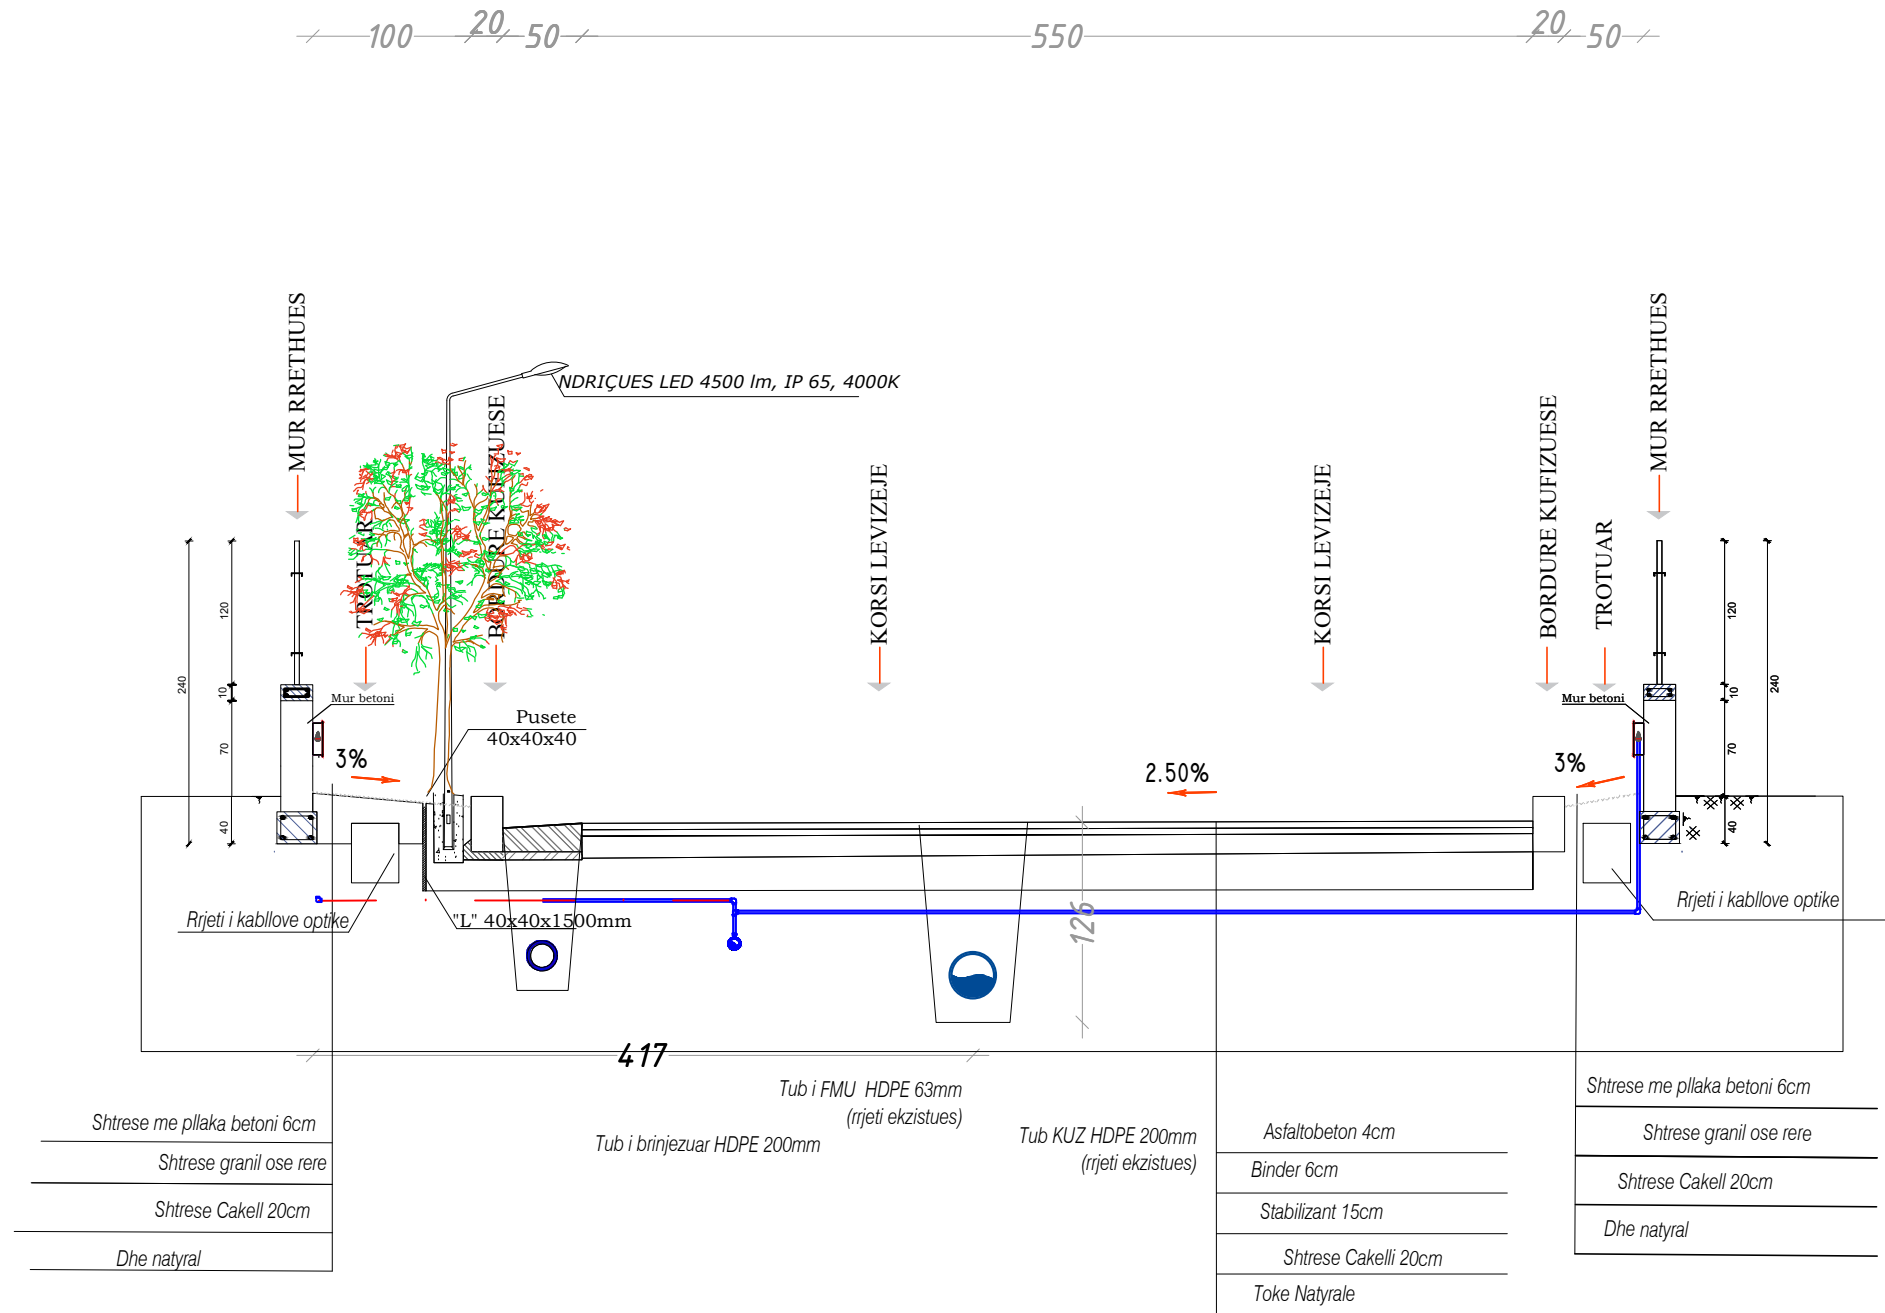 100
20
50
550
20
50
MUR RRETHUES
MUR RRETHUES
NDRIÇUES LED 4500 lm, IP 65, 4000K
BORDURE KUFIZUESE
BORDURE KUFIZUESE
KORSI LEVIZEJE
KORSI LEVIZEJE
TROTUAR
TROTUAR
120
10
70
40
240
120
10
70
40
240
Mur betoni
Mur betoni
Pusete
40x40x40
3%
2.50%
3%
Rrjeti i kabllove optike
"L" 40x40x1500mm
Rrjeti i kabllove optike
126
417
Tub i FMU HDPE 63mm
(rrjeti ekzistues)
Tub i brinjezuar HDPE 200mm
Tub KUZ HDPE 200mm
(rrjeti ekzistues)
Shtrese me pllaka betoni 6cm
Shtrese granil ose rere
Shtrese Cakell 20cm
Dhe natyral
Asfaltobeton 4cm
Binder 6cm
Stabilizant 15cm
Shtrese Cakelli 20cm
Toke Natyrale
Shtrese me pllaka betoni 6cm
Shtrese granil ose rere
Shtrese Cakell 20cm
Dhe natyral